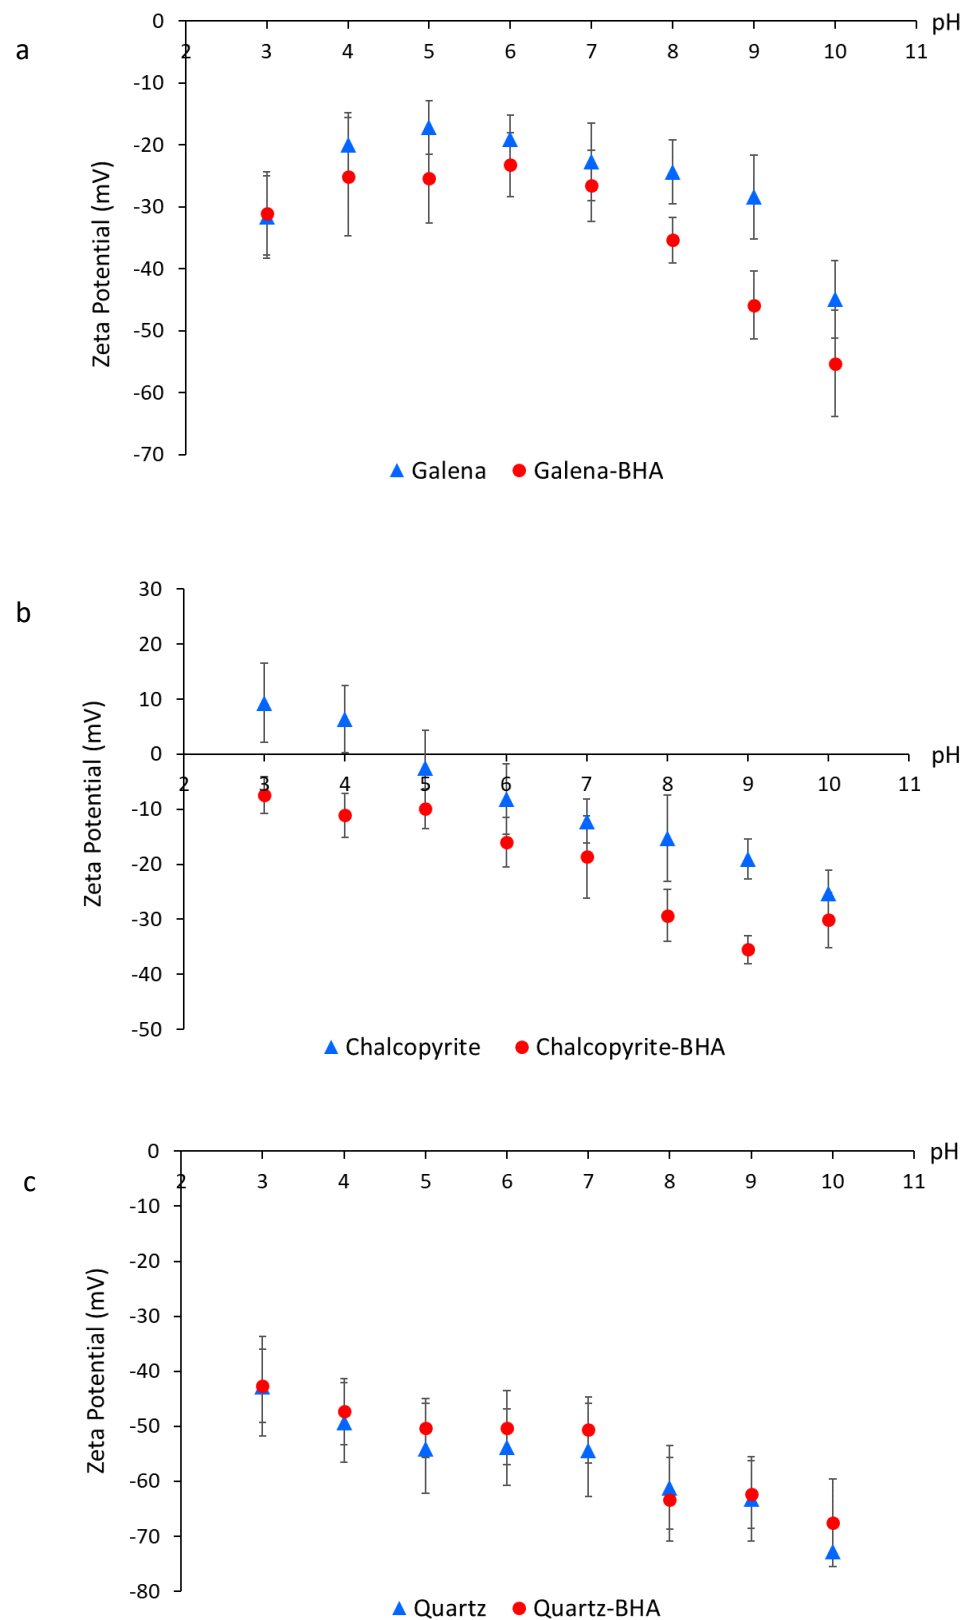 a
0
pH
2 3 4 5 6 7 8 9 10 11
-10
-20
-30
-40
-50
-60
-70
Zeta Potential (mV)
Galena Galena-BHA
b
30
20
10
0
pH
2 3 4 5 6 7 8 9 10 11
-10
-20
-30
-40
-50
Zeta Potential (mV)
Chalcopyrite Chalcopyrite-BHA
c
0
pH
2 3 4 5 6 7 8 9 10 11
-10
-20
-30
-40
-50
-60
-70
-80
Zeta Potential (mV)
Quartz Quartz-BHA